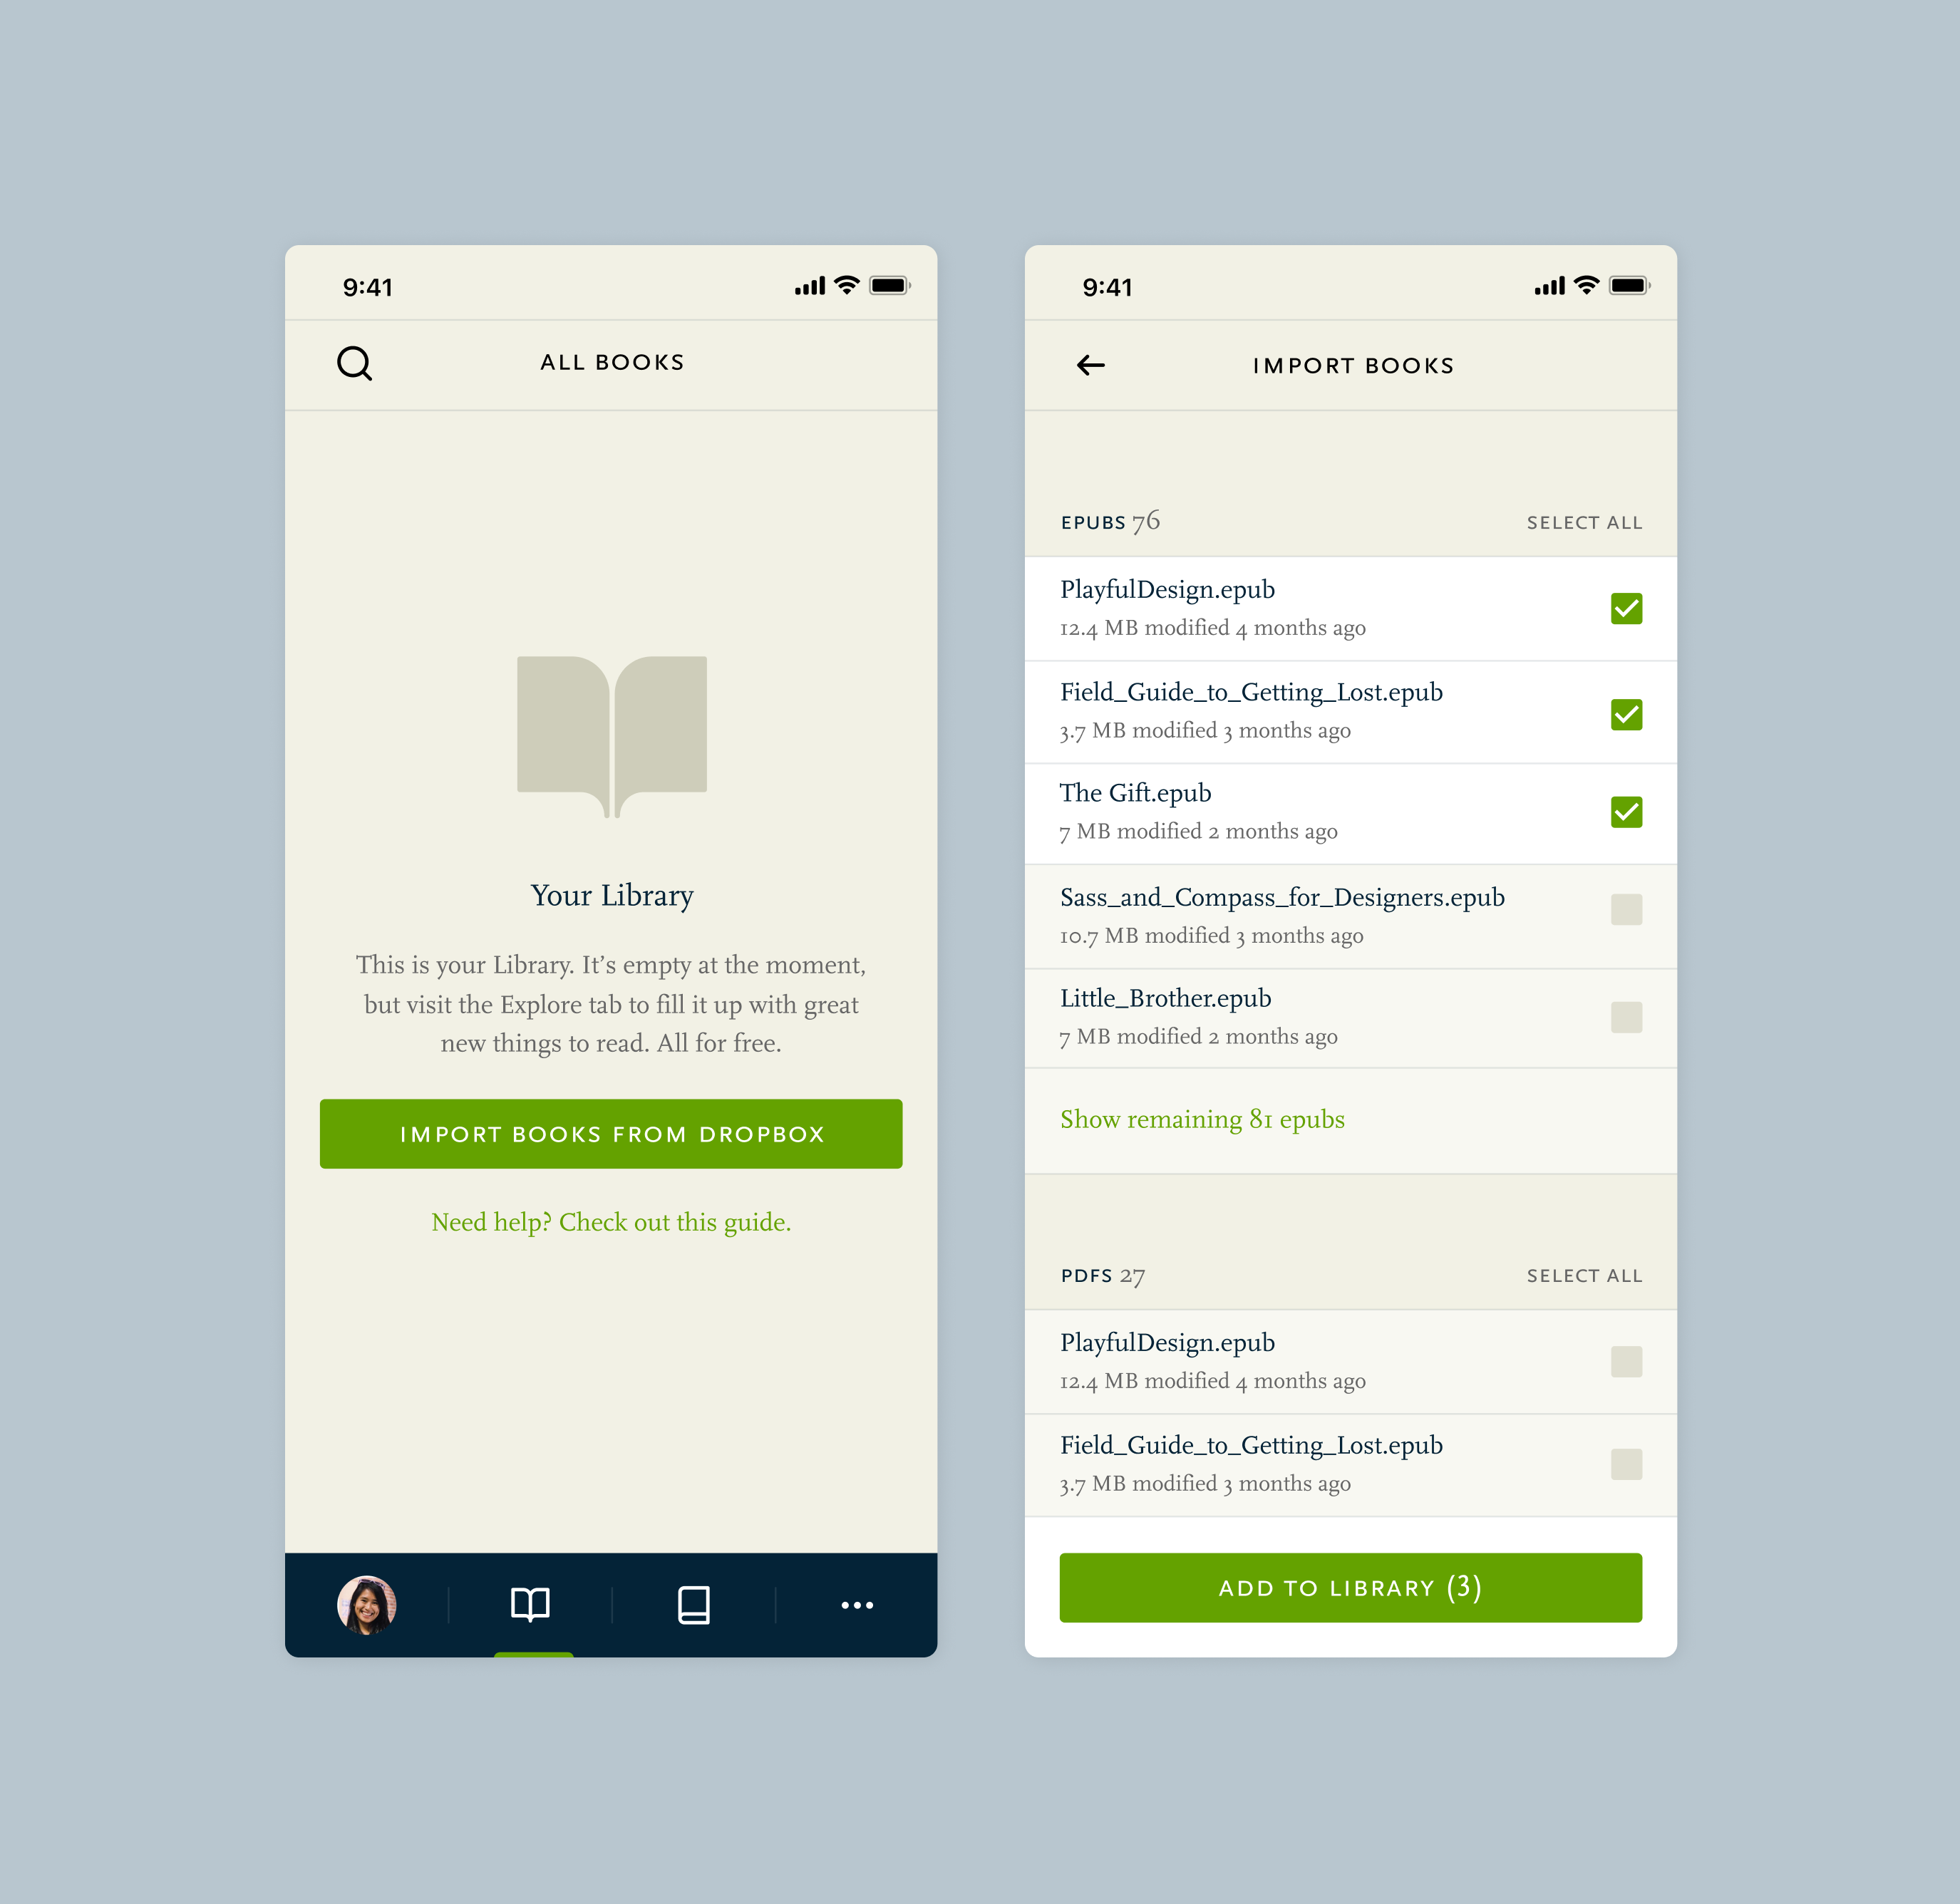 9:41
ALL BOOKS
Your Library
This is your Library. It’s empty at the moment,
but visit the Explore tab to fill it up with great
new things to read. All for free.
IMPORT BOOKS FROM DROPBOX
Need help? Check out this guide.
9:41
IMPORT BOOKS
EPUBS 76
SELECT ALL
PlayfulDesign.epub
12.4 MB modified 4 months ago
Field_Guide_to_Getting_Lost.epub
3.7 MB modified 3 months ago
The Gift.epub
7 MB modified 2 months ago
Sass_and_Compass_for_Designers.epub
10.7 MB modified 3 months ago
Little_Brother.epub
7 MB modified 2 months ago
Show remaining 81 epubs
PDFS 27
SELECT ALL
PlayfulDesign.epub
12.4 MB modified 4 months ago
Field_Guide_to_Getting_Lost.epub
3.7 MB modified 3 months ago
ADD TO LIBRARY (3)